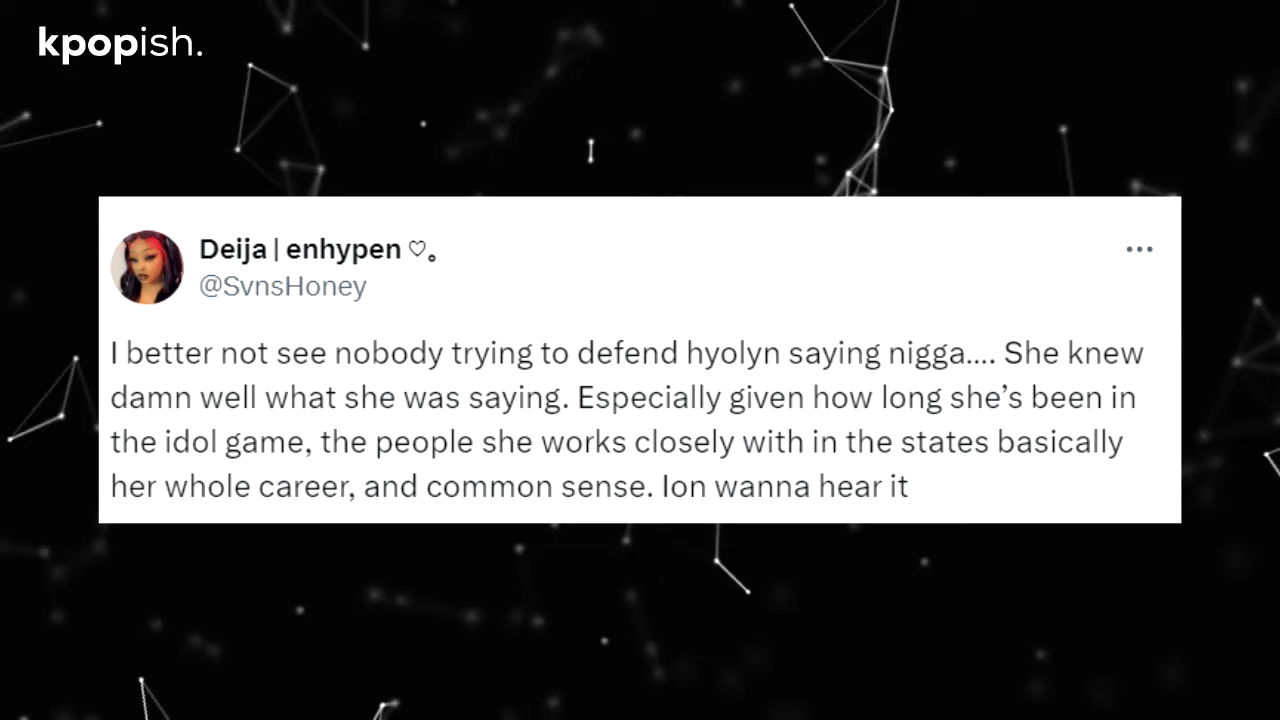 kpopish.
Deija | enhypen ♡。
@SvnsHoney
I better not see nobody trying to defend hyolyn saying nigga.... She knew
damn well what she was saying. Especially given how long she’s been in
the idol game, the people she works closely with in the states basically
her whole career, and common sense. Ion wanna hear it